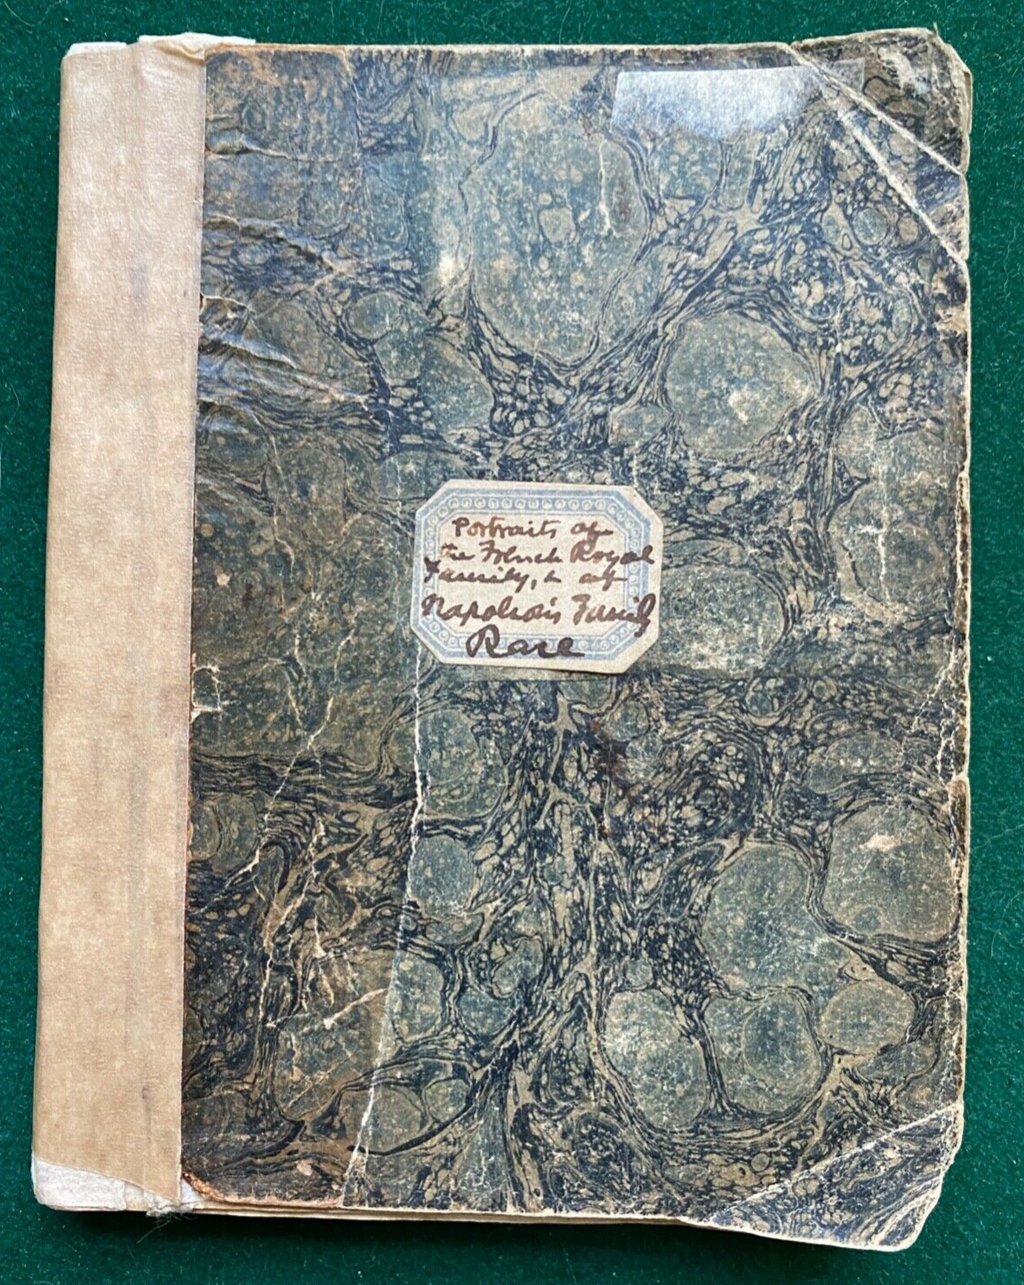 Portraits of
the French Royal
Family, & of
Napoleon's Family
Rare